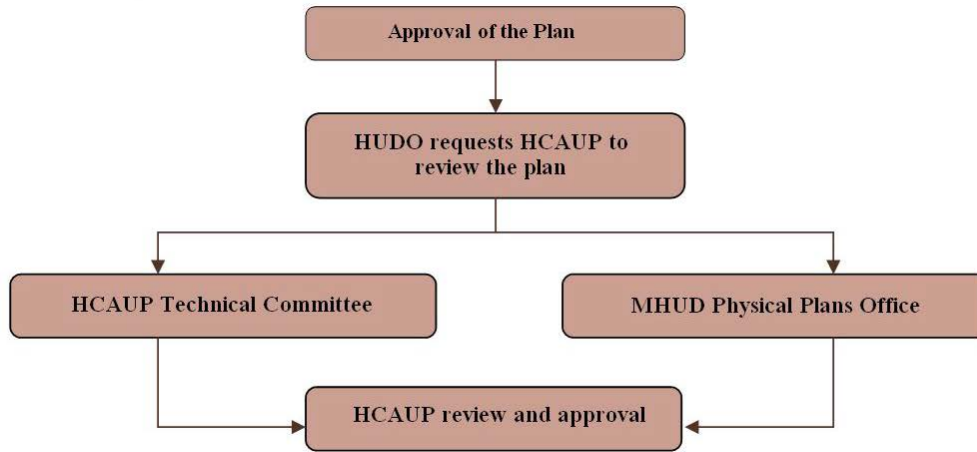 Approval of the Plan
HUDO requests HCAUP to
review the plan
HCAUP Technical Committee
MHUD Physical Plans Office
HCAUP review and approval